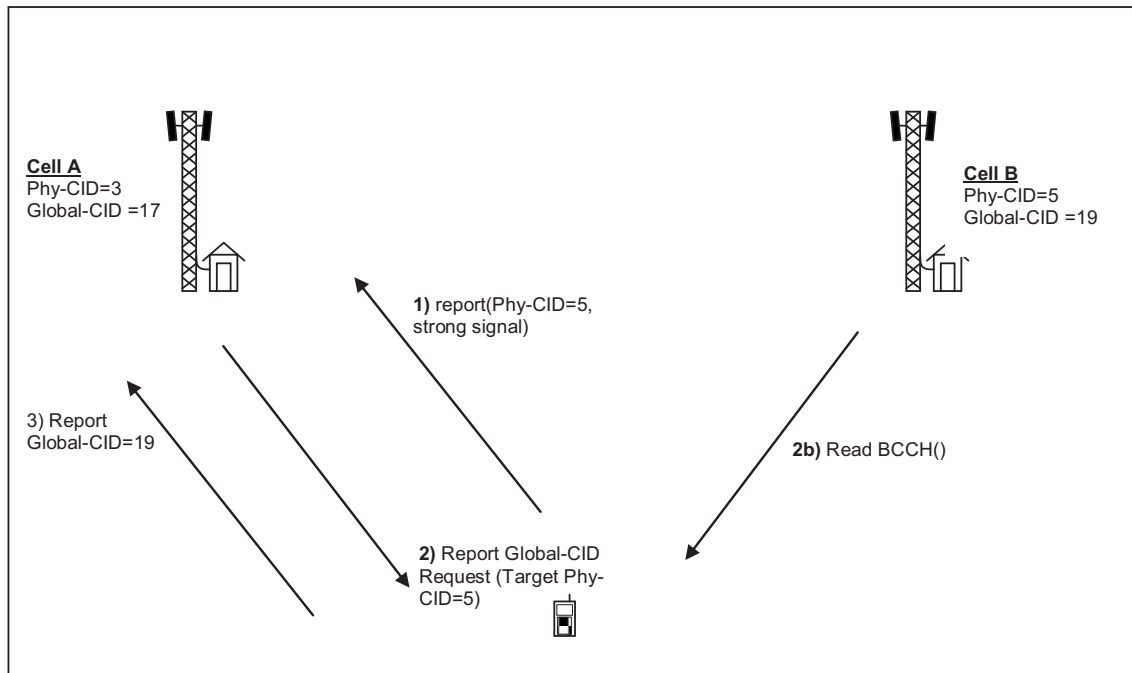 Cell A
Phy-CID=3
Global-CID =17
Cell B
Phy-CID=5
Global-CID =19
1) report(Phy-CID=5,
strong signal)
3) Report
Global-CID=19
2b) Read BCCH()
2) Report Global-CID
Request (Target Phy-
CID=5)